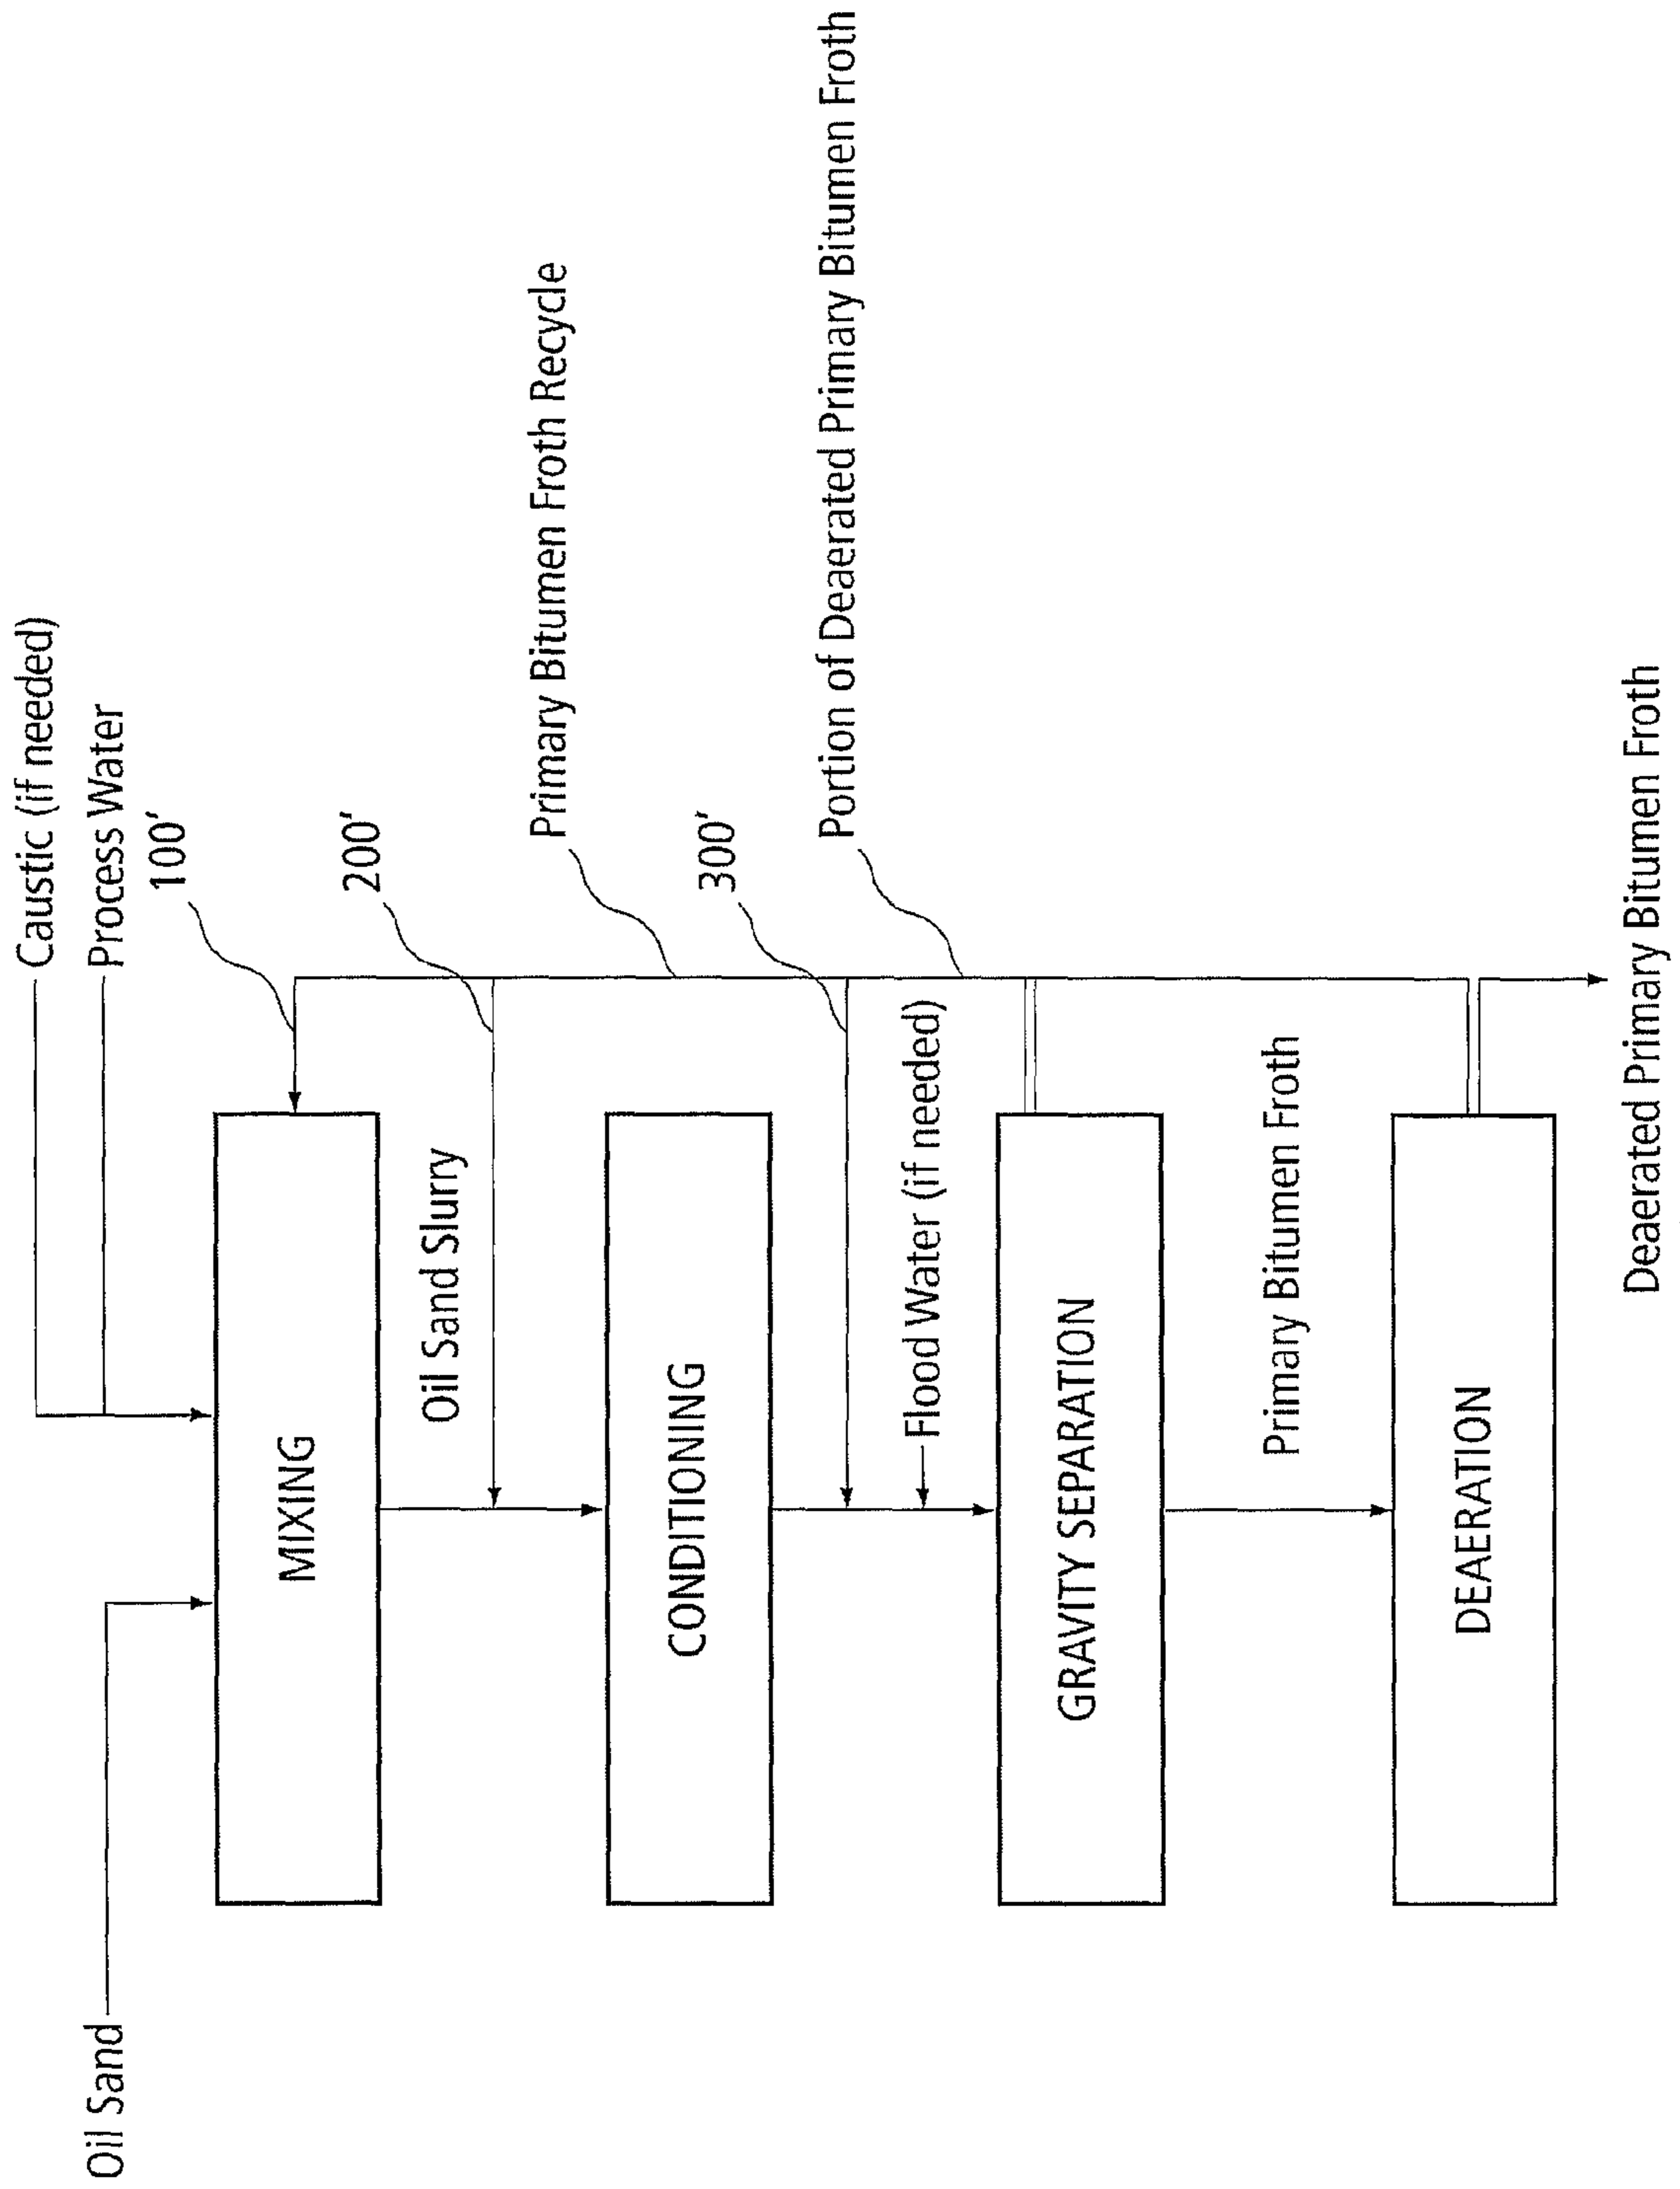 Caustic (if needed)
Process Water
Oil Sand
100'
MIXING
200'
Oil Sand Slurry
Primary Bitumen Froth Recycle
CONDITIONING
300'
Portion of Deaerated Primary Bitumen Froth
Flood Water (if needed)
GRAVITY SEPARATION
Primary Bitumen Froth
DEAERATION
Deaerated Primary Bitumen Froth